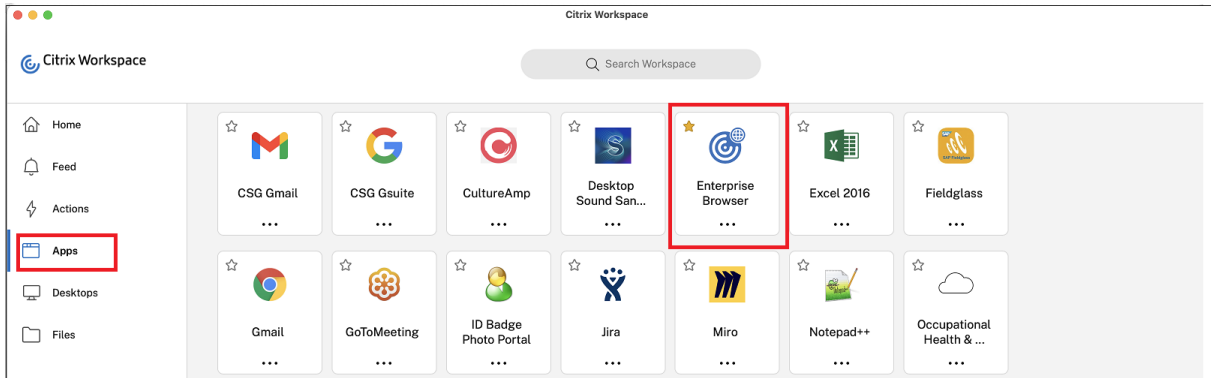 Citrix Workspace
Citrix Workspace
Search Workspace
Home
Feed
Actions
Apps
Desktops
Files
CSG Gmail
CSG Gsuite
CultureAmp
Desktop
Sound San...
Enterprise
Browser
Excel 2016
Fieldglass
Gmail
GoToMeeting
ID Badge
Photo Portal
Jira
Miro
Notepad++
Occupational
Health & ...